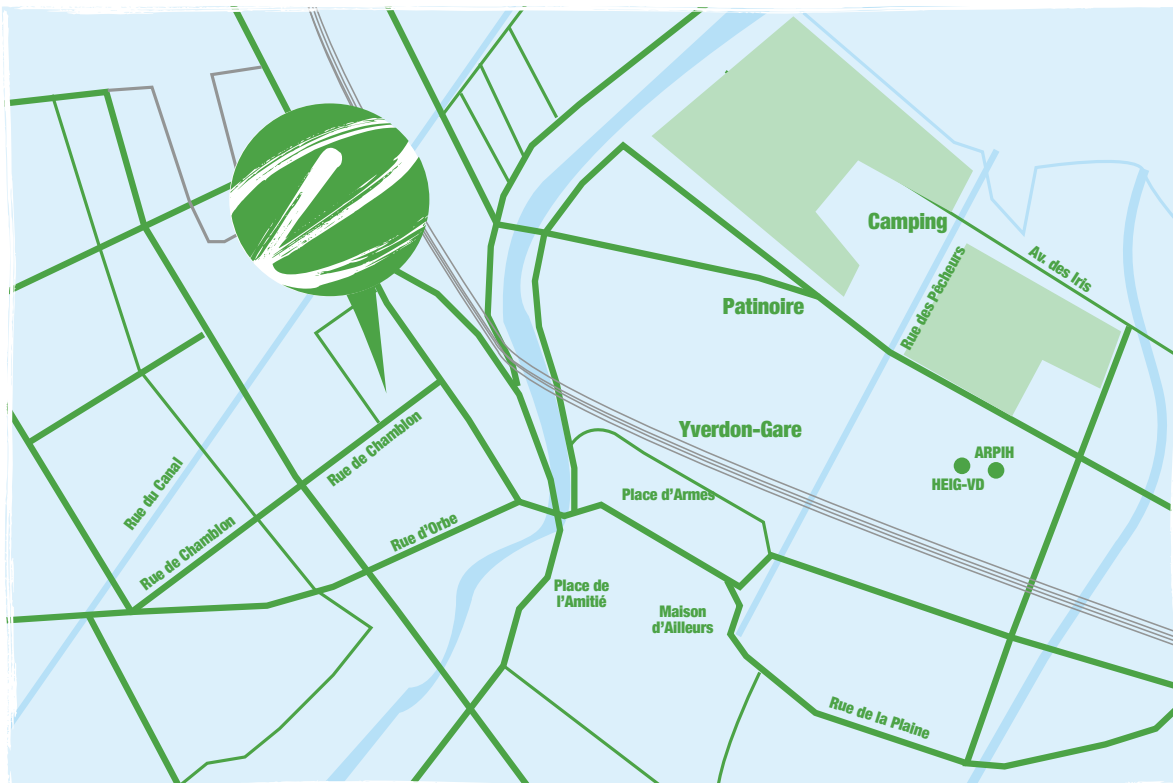 Camping
Av. des Iris
Rue des Pêcheurs
Patinoire
Yverdon-Gare
ARPIH
HEIG-VD
Rue de Chamblon
Rue du Canal
Place d'Armes
Rue d'Orbe
Rue de Chamblon
Place de
l'Amitié
Maison
d'Ailleurs
Rue de la Plaine